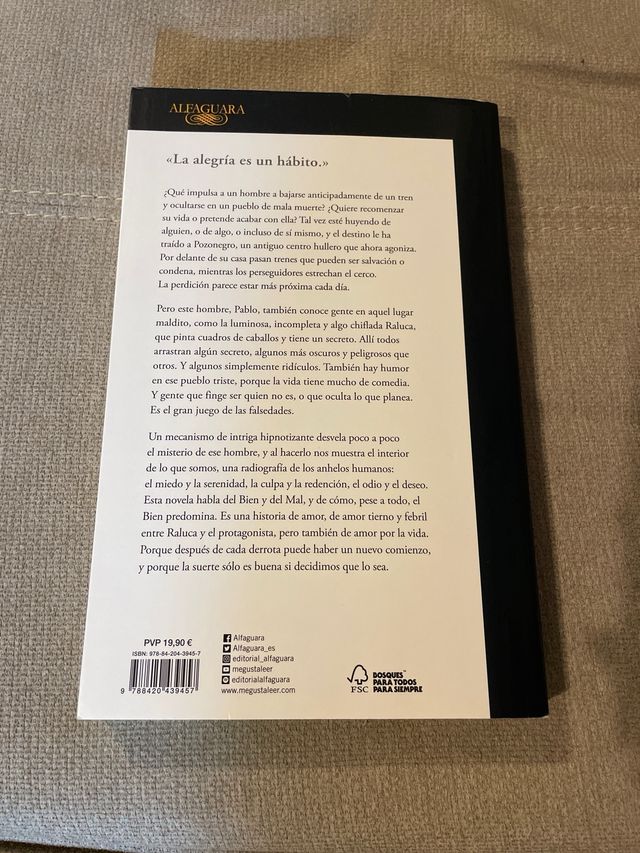 ALFAGUARA
«La alegría es un hábito.»
¿Qué impulsa a un hombre a bajarse anticipadamente de un tren
y ocultarse en un pueblo de mala muerte? ¿Quiere recomenzar
su vida o pretende acabar con ella? Tal vez esté huyendo de
alguien, o de algo, o incluso de sí mismo, y el destino le ha
traído a Pozonegro, un antiguo centro hullero que ahora agoniza.
Por delante de su casa pasan trenes que pueden ser salvación o
condena, mientras los perseguidores estrechan el cerco.
La perdición parece estar más próxima cada día.
Pero este hombre, Pablo, también conoce gente en aquel lugar
maldito, como la luminosa, incompleta y algo chiflada Raluca,
que pinta cuadros de caballos y tiene un secreto. Allí todos
arrastran algún secreto, algunos más oscuros y peligrosos que
otros. Y algunos simplemente ridículos. También hay humor
en ese pueblo triste, porque la vida tiene mucho de comedia.
Y gente que finge ser quien no es, o que oculta lo que planea.
Es el gran juego de las falsedades.
Un mecanismo de intriga hipnotizante desvela poco a poco
el misterio de ese hombre, y al hacerlo nos muestra el interior
de lo que somos, una radiografía de los anhelos humanos:
el miedo y la serenidad, la culpa y la redención, el odio y el deseo.
Esta novela habla del Bien y del Mal, y de cómo, pese a todo, el
Bien predomina. Es una historia de amor, de amor tierno y febril
entre Raluca y el protagonista, pero también de amor por la vida.
Porque después de cada derrota puede haber un nuevo comienzo,
y porque la suerte sólo es buena si decidimos que lo sea.
PVP 19,90 €
ISBN: 978-84-204-3945-7
9 788420 439457
Alfaguara
Alfaguara_es
editorial_alfaguara
megustaleer
editorialalfaguara
www.megustaleer.com
FSC
BOSQUES™
PARA TODOS
PARA SIEMPRE